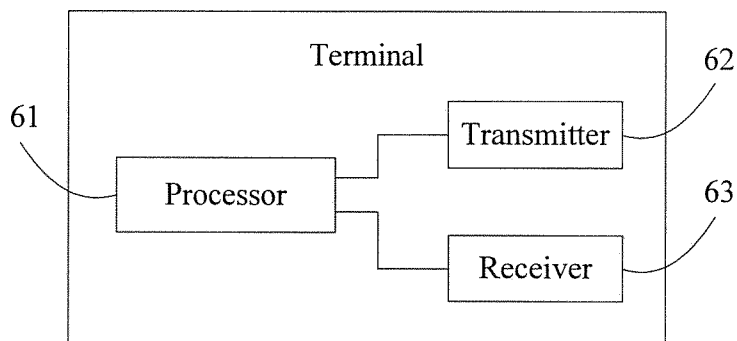 Terminal
62
61
Transmitter
Processor
63
Receiver